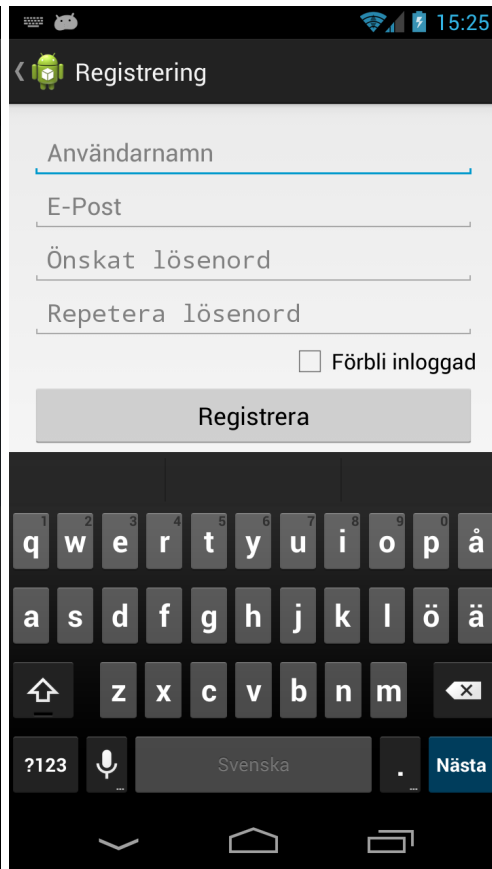 15:25
Registrering
Användarnamn
E-Post
Önskat lösenord
Repetera lösenord
Förbli inloggad
Registrera
1 2 3 4 5 6 7 8 9 0
q w e r t y u i o p å
a s d f g h j k l ö ä
z x c v b n m
?123 ... Svenska . ... Nästa